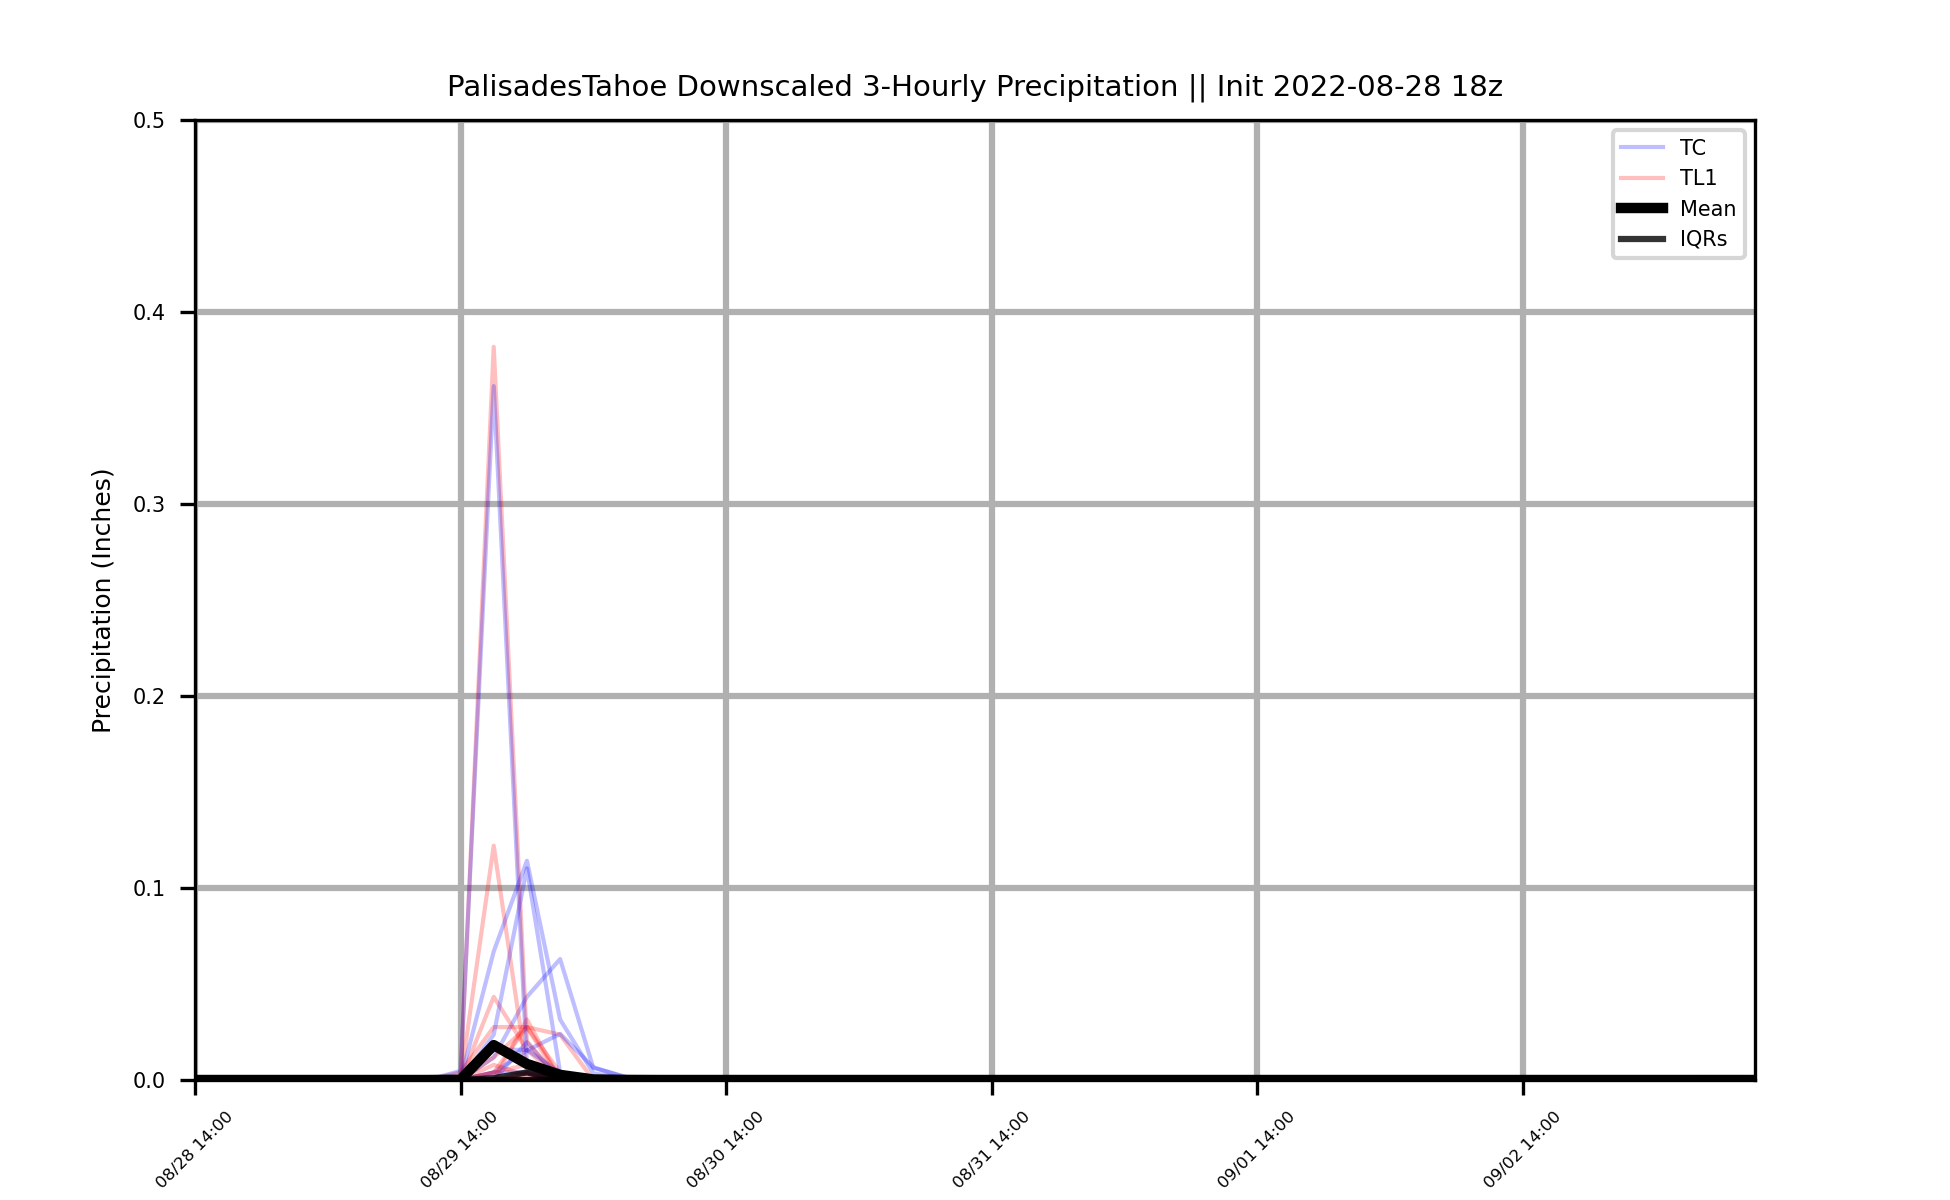 PalisadesTahoe Downscaled 3-Hourly Precipitation || Init 2022-08-28 18z
TC
TL1
Mean
IQRs
Precipitation (Inches)
0.5
0.4
0.3
0.2
0.1
0.0
08/28 14:00
08/29 14:00
08/30 14:00
08/31 14:00
09/01 14:00
09/02 14:00